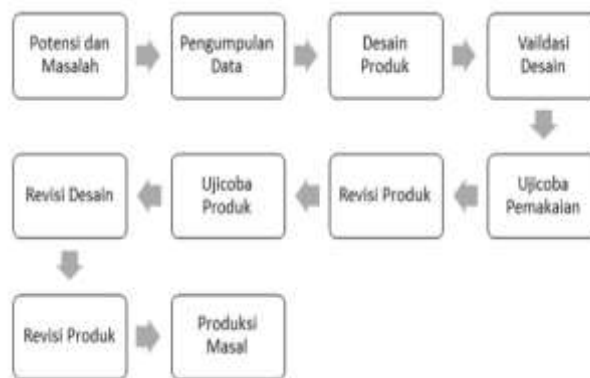 Potensi dan
Masalah
Pengumpulan
Data
Desain
Produk
Vaildasi
Desain
Ujicoba
Pemakaian
Revisi Produk
Ujicoba
Produk
Revisi Desain
Revisi Produk
Produksi
Masal